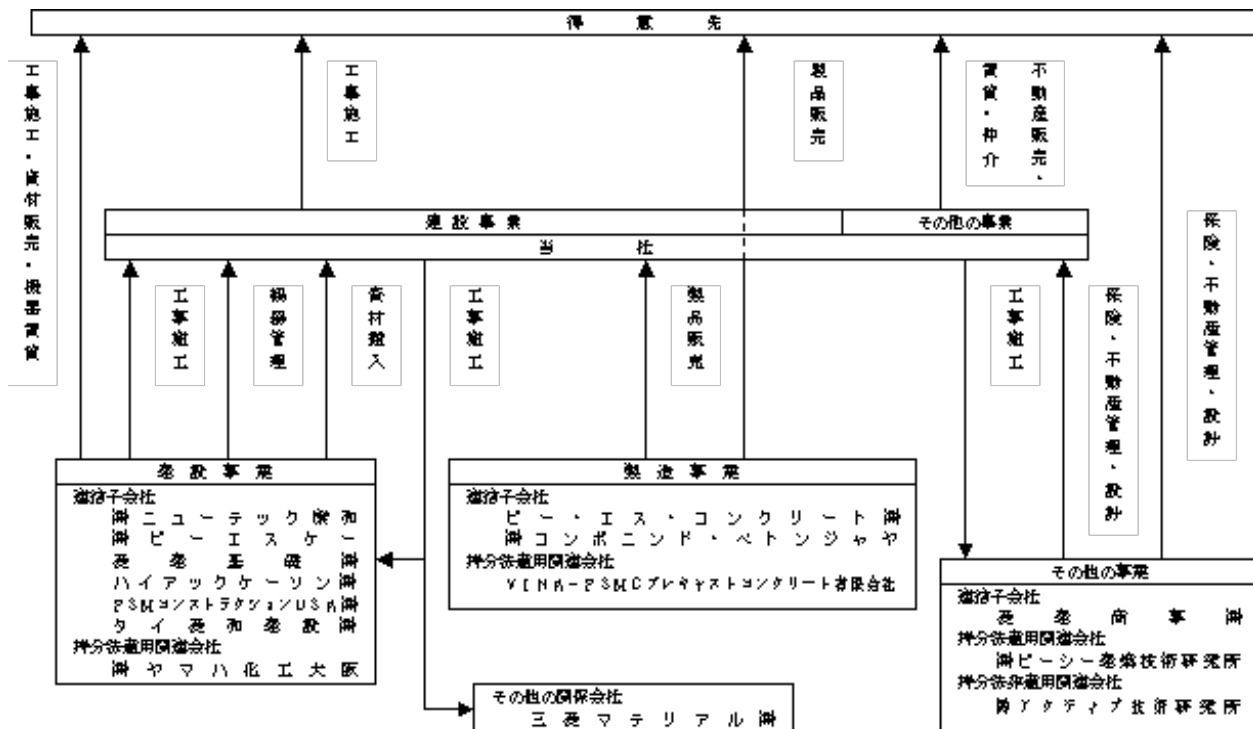 得意先
工事施工・資材販売・機器賃貸
工事施工
製品販売
不動産販売・
賃貸・仲介
保険・不動産管理・設計
建設事業
その他の事業
当社
工事施工
機器管理
資材搬入
工事施工
製品販売
工事施工
保険・不動産管理・設計
建設事業
連結子会社
㈱ニューテック康和
㈱ピーエスケー
菱建基礎㈱
ハイアックケーソン㈱
PSMコンストラクションUSA㈱
タイ菱和建設㈱
持分法適用関連会社
㈱ヤマハ化工大阪
製造事業
連結子会社
ピー・エス・コンクリート㈱
㈱コンポニンド・ベトンジャヤ
持分法適用関連会社
VINA-PSMCプレキャストコンクリート有限会社
その他の事業
連結子会社
菱建商事㈱
持分法適用関連会社
㈱ピーシー建築技術研究所
持分法非適用関連会社
㈱アクティブ技術研究所
その他の関係会社
三菱マテリアル㈱